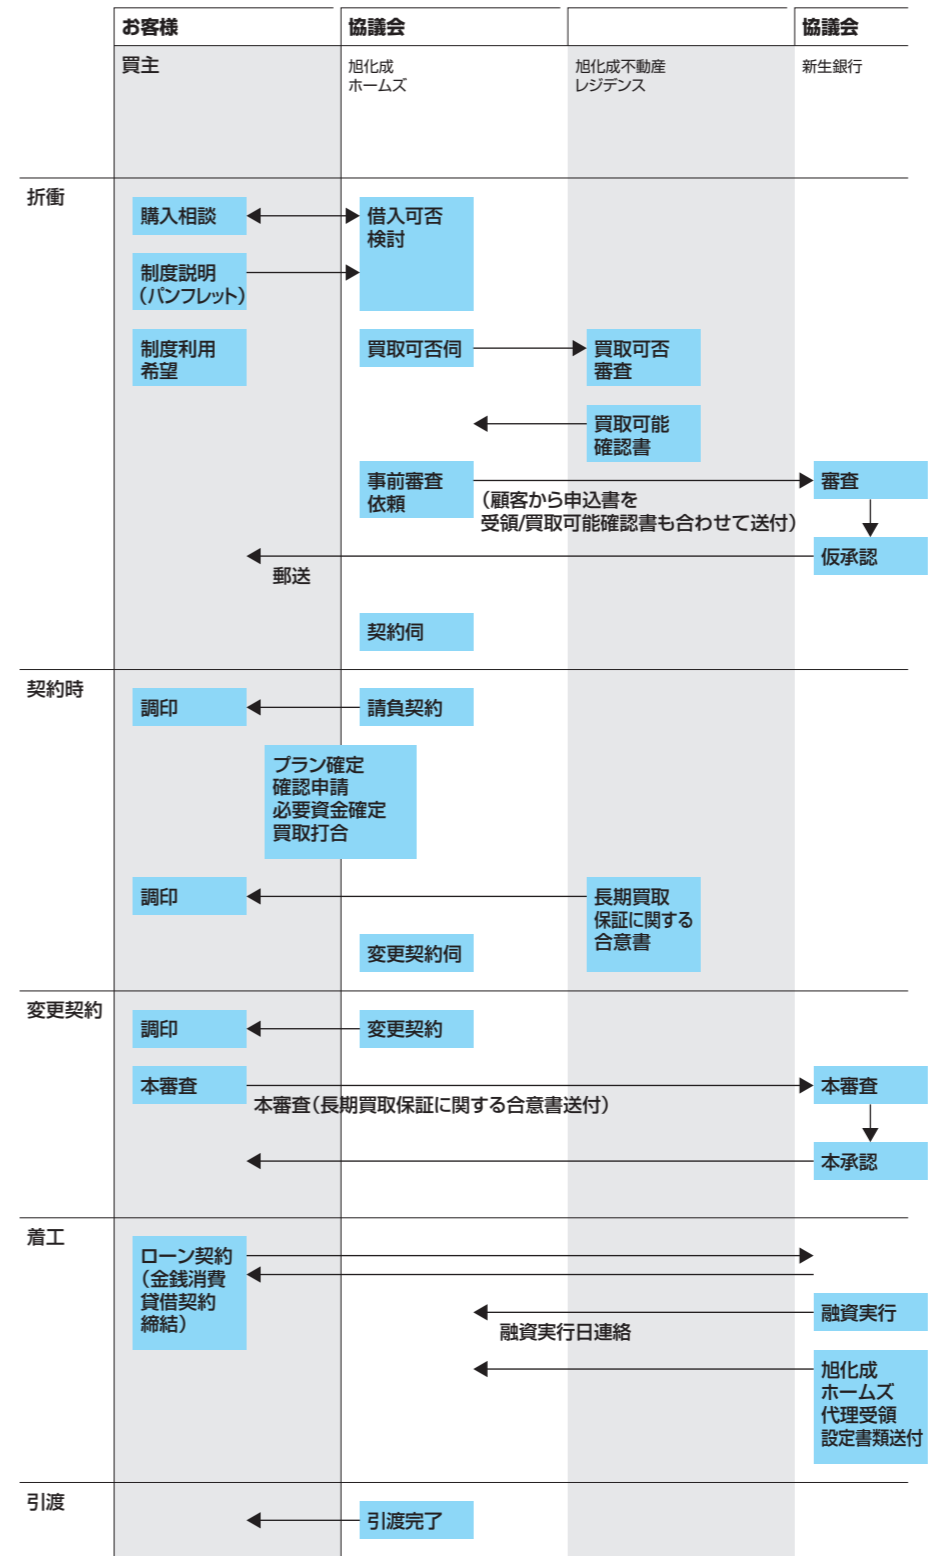 お客様
協議会
協議会
買主
旭化成
ホームズ
旭化成不動産
レジデンス
新生銀行
折衝
購入相談
借入可否
検討
制度説明
（パンフレット）
制度利用
希望
買取可否伺
買取可否
審査
買取可能
確認書
事前審査
依頼
（顧客から申込書を
受領/買取可能確認書も合わせて送付）
審査
仮承認
郵送
契約伺
契約時
調印
請負契約
プラン確定
確認申請
必要資金確定
買取打合
調印
長期買取
保証に関する
合意書
変更契約伺
変更契約
調印
変更契約
本審査
本審査（長期買取保証に関する合意書送付）
本審査
本承認
着工
ローン契約
（金銭消費
貸借契約
締結）
融資実行
融資実行日連絡
旭化成
ホームズ
代理受領
設定書類送付
引渡
引渡完了